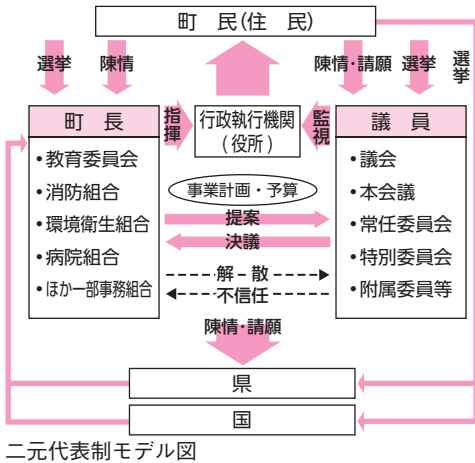 町 民(住 民)
選挙
陳情
陳情・請願
選挙
選挙
町 長
・教育委員会
・消防組合
・環境衛生組合
・病院組合
・ほか一部事務組合
指揮
行政執行機関
(役所)
監視
議 員
・議会
・本会議
・常任委員会
・特別委員会
・附属委員等
事業計画・予算
提案
決議
解 散
不信任
陳情・請願
県
国
二元代表制モデル図